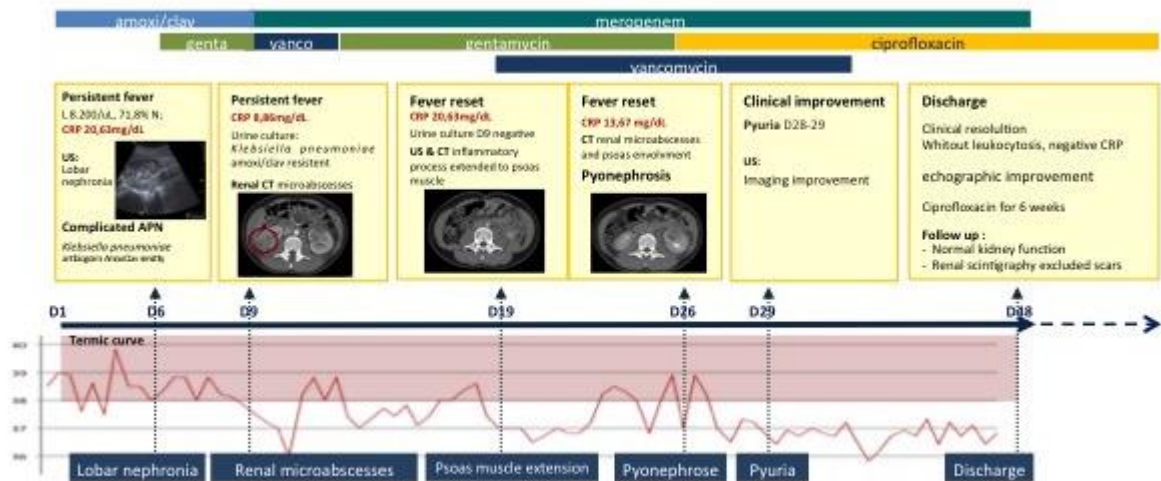 amoxi/clav
meropenem
genta
vanco
gentamycin
ciprofloxacin
vancomycin
Persistent fever
L 8.200/uL, 71,8% N;
CRP 20,63mg/dL
US:
Lobar
nephronia
Complicated APN
Klebsiella pneumoniae
Persistent fever
CRP 8,86mg/dL
Urine culture:
Klebsiella pneumoniae
amoxi/clav resistent
Renal CT microabscesses
Fever reset
CRP 20,63mg/dL
Urine culture D9 negative
US & CT inflammatory
process extended to psoas
muscle
Fever reset
CRP 13,67 mg/dL
CT renal microabscesses
and psoas envolvment
Pyonephrosis
Clinical improvement
Pyuria D28-29
US:
Imaging improvement
Discharge
Clinical resolultion
Whitout leukocytosis, negative CRP
echographic improvement
Ciprofloxacin for 6 weeks
Follow up :
- Normal kidney function
- Renal scintigraphy excluded scars
D1
D6
D9
D19
D26
D29
Termic curve
39
38
37
36
Lobar nephronia
Renal microabscesses
Psoas muscle extension
Pyonephrose
Pyuria
Discharge